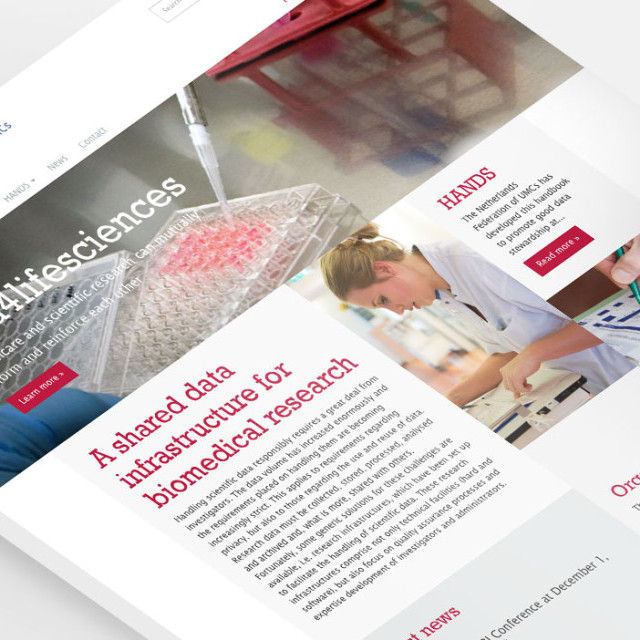 Search
MCs
HANDS
News
Contact
4lifesciences
care and scientific research can mutually
form and reinforce each other
Learn more »
HANDS
The Netherlands
Federation of UMCs has
developed this handbook
to promote good data
stewardship at...
Read more »
A shared data
infrastructure for
biomedical research
Handling scientific data responsibly requires a great deal from
investigators. The data volume has increased enormously and
the requirements placed on handling them are becoming
increasingly strict. This applies to requirements regarding
privacy, but also to those regarding the use and reuse of data.
Research data must be collected, stored, processed, analysed
and archived and, what is more, shared with others.
Fortunately, some generic solutions for these challenges are
available, i.e. research infrastructures, which have been set up
to facilitate the handling of scientific data. These research
infrastructures comprise not only technical facilities (hard and
software), but also focus on quality assurance processes and
expertise development of investigators and administrators.
Orga
Th
t news
Conference at December 1,